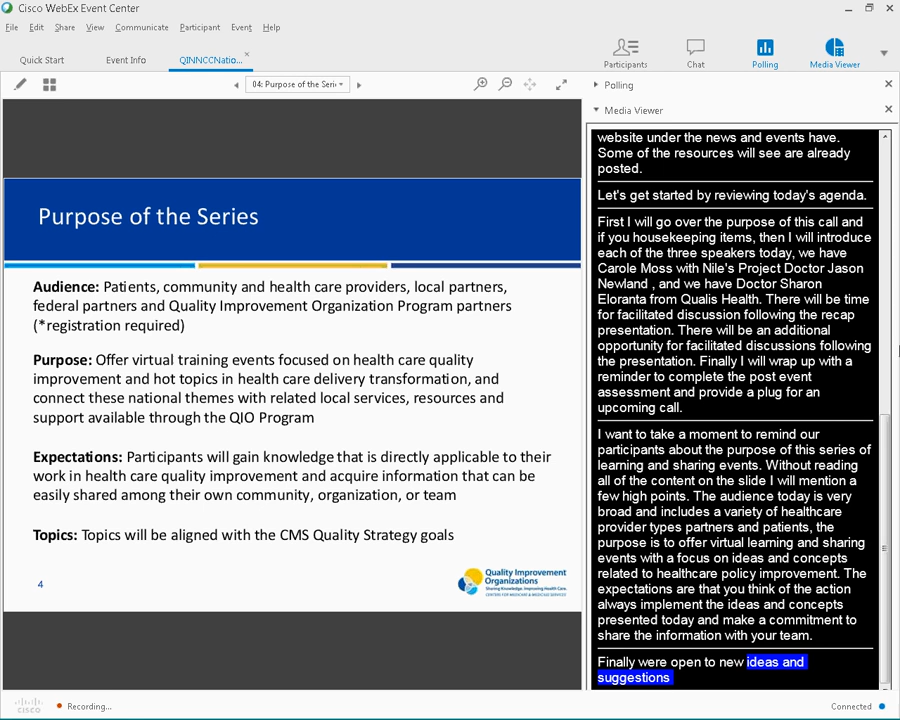 Cisco WebEx Event Center
File Edit Share View Communicate Participant Event Help
Quick Start Event Info QINNCCNatio... Participants Chat Polling Media Viewer
04: Purpose of the Seri
Purpose of the Series
Audience: Patients, community and health care providers, local partners,
federal partners and Quality Improvement Organization Program partners
(*registration required)
Purpose: Offer virtual training events focused on health care quality
improvement and hot topics in health care delivery transformation, and
connect these national themes with related local services, resources and
support available through the QIO Program
Expectations: Participants will gain knowledge that is directly applicable to their
work in health care quality improvement and acquire information that can be
easily shared among their own community, organization, or team
Topics: Topics will be aligned with the CMS Quality Strategy goals
4
Quality Improvement
Organizations
Sharing Knowledge. Improving Health Care.
CENTERS FOR MEDICARE & MEDICAID SERVICES
Polling
Media Viewer
website under the news and events have.
Some of the resources will see are already
posted.
Let's get started by reviewing today's agenda.
First I will go over the purpose of this call and
if you housekeeping items, then I will introduce
each of the three speakers today, we have
Carole Moss with Nile's Project Doctor Jason
Newland , and we have Doctor Sharon
Eloranta from Qualis Health. There will be time
for facilitated discussion following the recap
presentation. There will be an additional
opportunity for facilitated discussions following
the presentation. Finally I will wrap up with a
reminder to complete the post event
assessment and provide a plug for an
upcoming call.
I want to take a moment to remind our
participants about the purpose of this series of
learning and sharing events. Without reading
all of the content on the slide I will mention a
few high points. The audience today is very
broad and includes a variety of healthcare
provider types partners and patients, the
purpose is to offer virtual learning and sharing
events with a focus on ideas and concepts
related to healthcare policy improvement. The
expectations are that you think of the action
always implement the ideas and concepts
presented today and make a commitment to
share the information with your team.
Finally were open to new ideas and
suggestions
cisco
Recording...
Connected